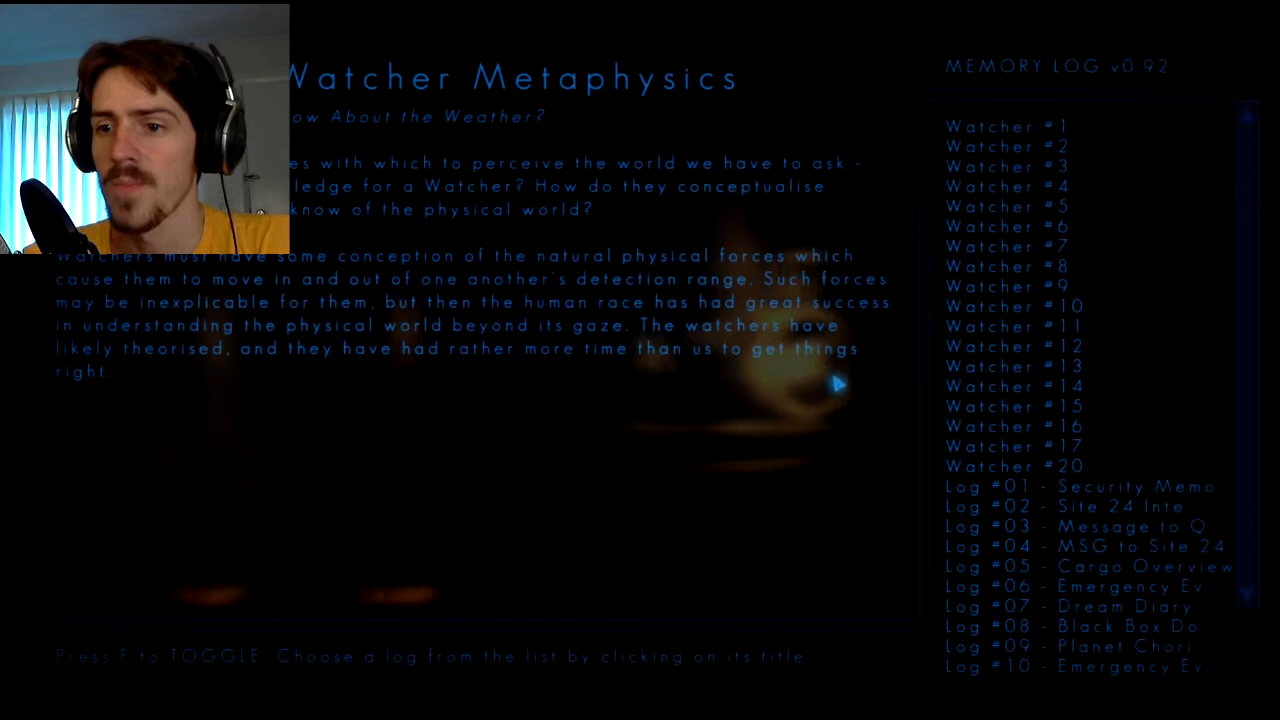 Watcher Metaphysics
MEMORY LOG v0.92
ow About the Weather?
Watcher #1
Watcher #2
es with which to perceive the world we have to ask -
Watcher #3
ledge for a Watcher? How do they conceptualise
Watcher #4
know of the physical world?
Watcher #5
Watcher #6
Watchers must have some conception of the natural physical forces which
Watcher #7
cause them to move in and out of one another's detection range. Such forces
Watcher #8
may be inexplicable for them, but then the human race has had great success
Watcher #9
in understanding the physical world beyond its gaze. The watchers have
Watcher #10
likely theorised, and they have had rather more time than us to get things
Watcher #11
right.
Watcher #12
Watcher #13
Watcher #14
Watcher #15
Watcher #16
Watcher #17
Watcher #20
Log #01 - Security Memo
Log #02 - Site 24 Inte
Log #03 - Message to Q
Log #04 - MSG to Site 24
Log #05 - Cargo Overview
Log #06 - Emergency Ev
Log #07 - Dream Diary
Log #08 - Black Box Do
Log #09 - Planet Chori
Log #10 - Emergency Ev.
Press F to TOGGLE. Choose a log from the list by clicking on its title